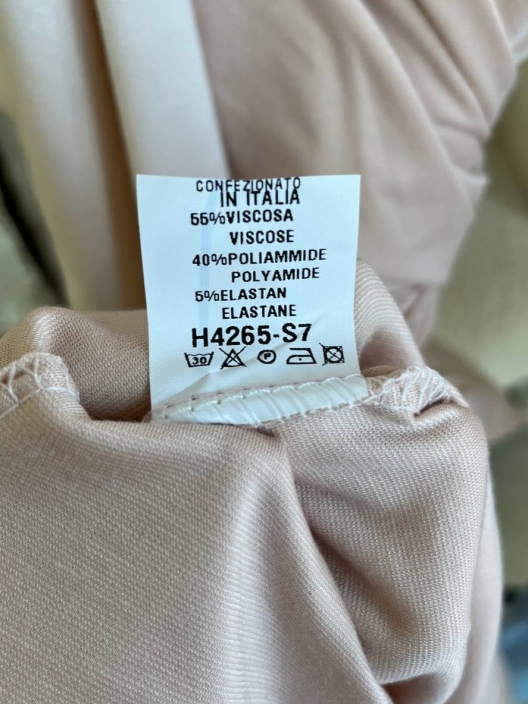 CONFEZIONATO
IN ITALIA
55%VISCOSA
VISCOSE
40%POLIAMMIDE
POLYAMIDE
5%ELASTAN
ELASTANE
H4265-S7
30 P